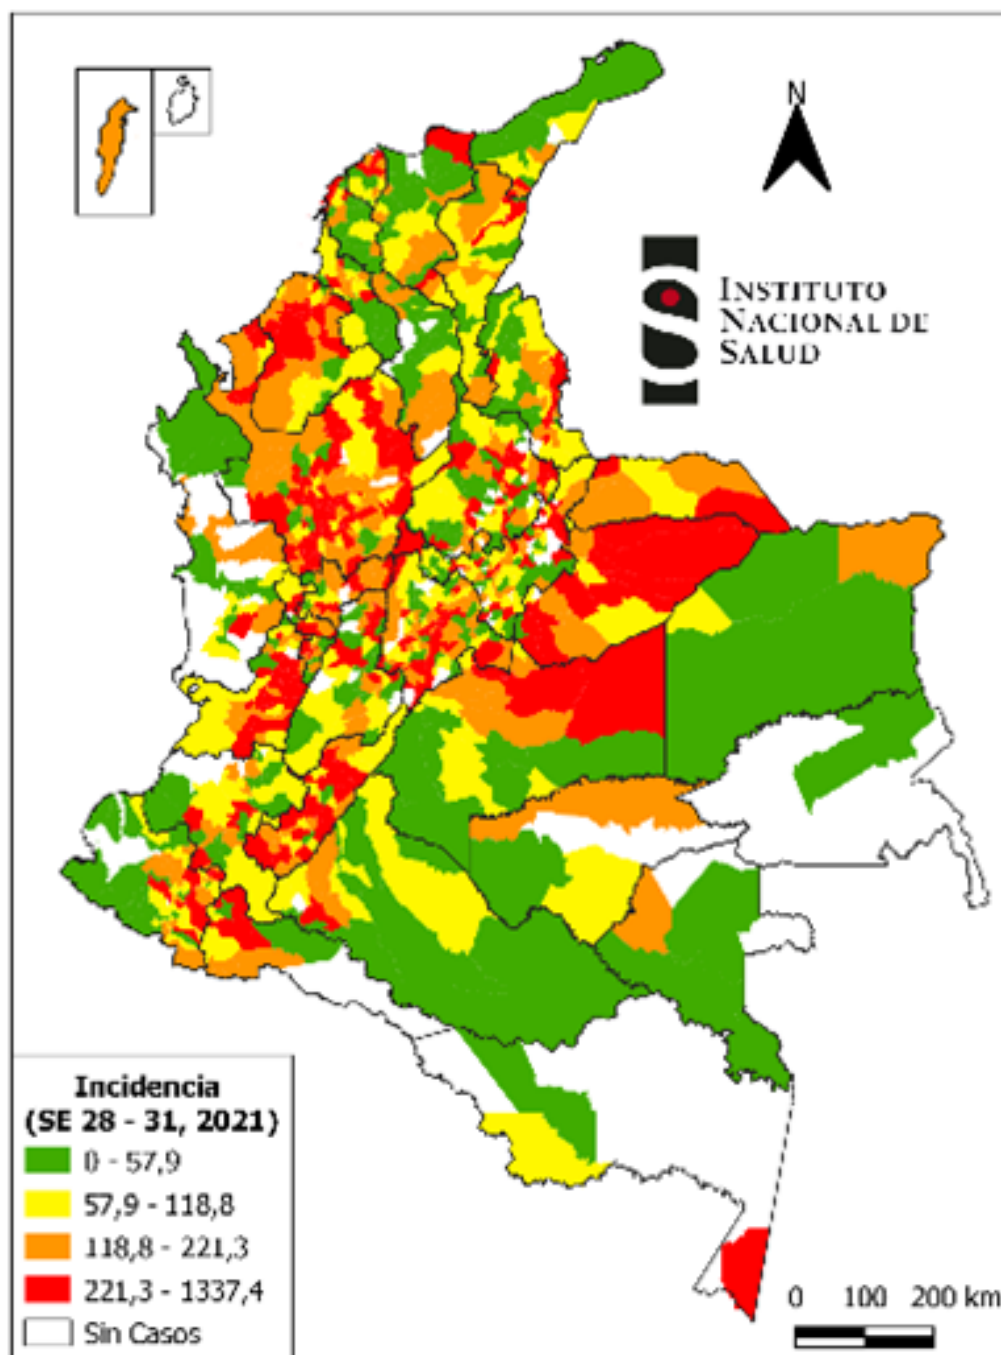 N
INSTITUTO
NACIONAL DE
SALUD
Incidencia
(SE 28 - 31, 2021)
0 - 57,9
57,9 - 118,8
118,8 - 221,3
221,3 - 1337,4
Sin Casos
0 100 200 km